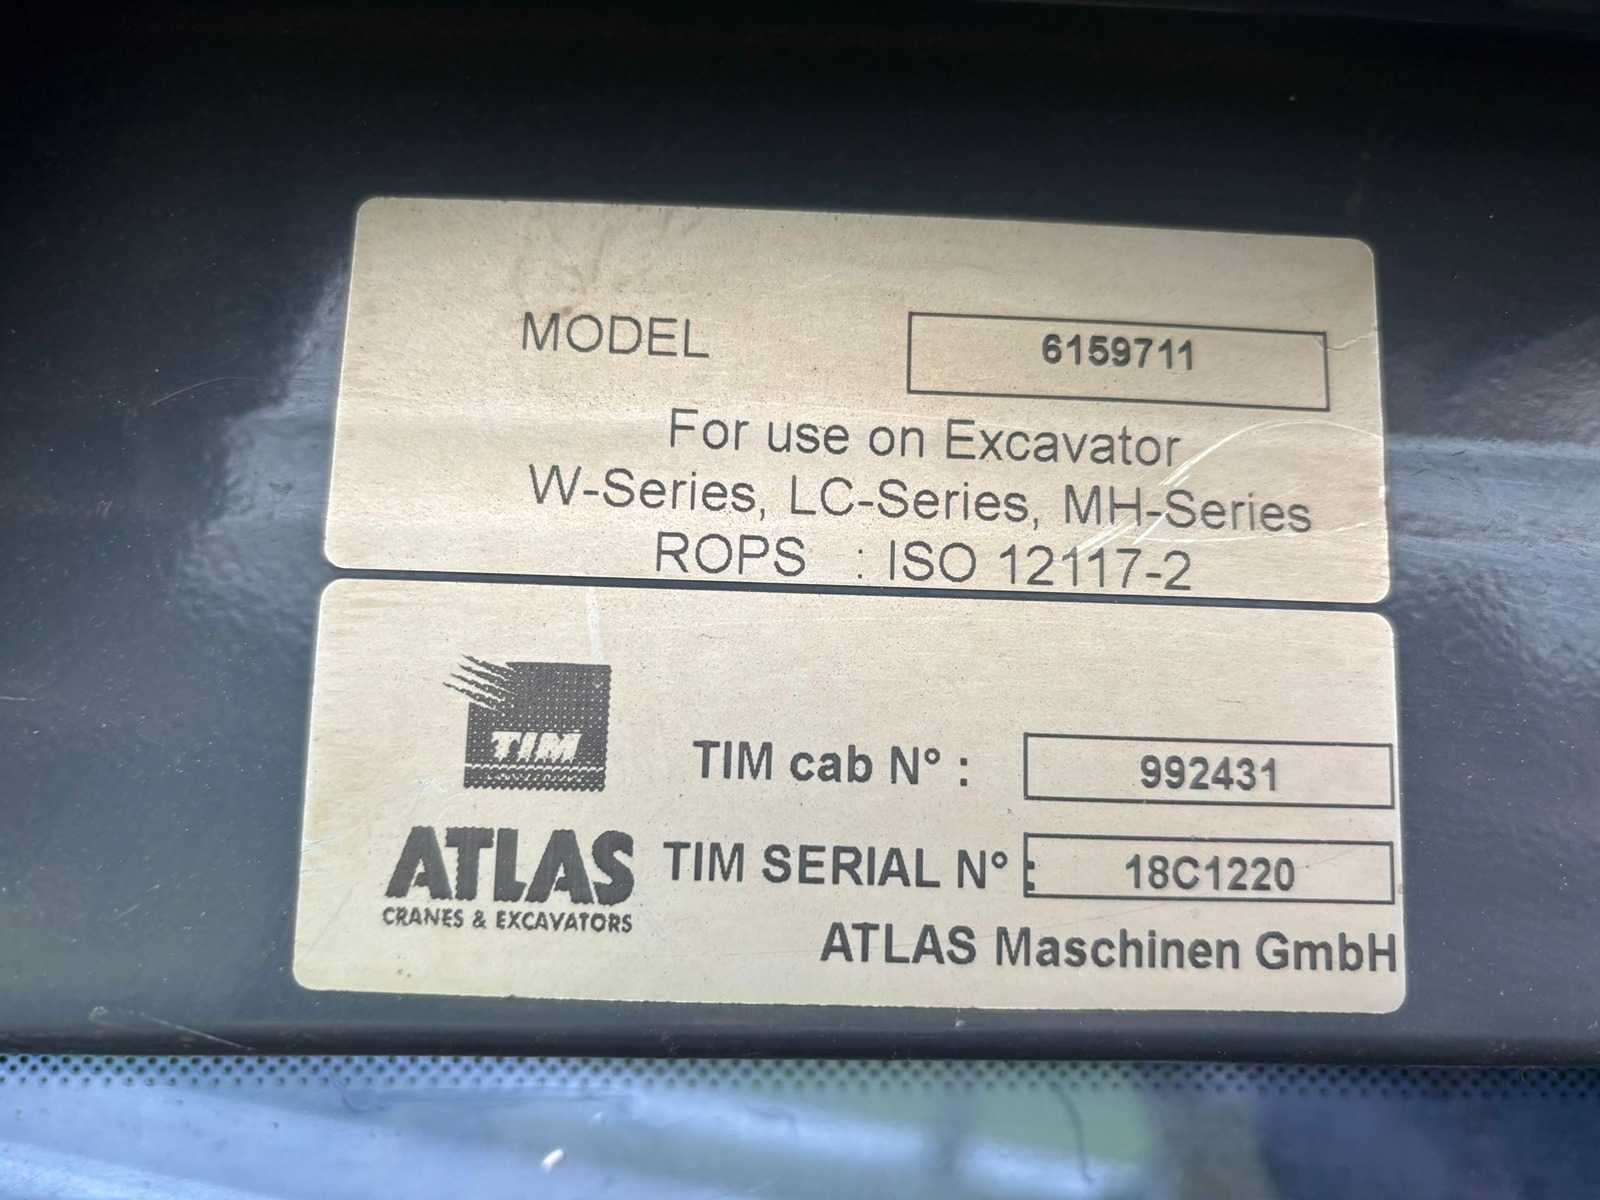 MODEL 6159711
For use on Excavator
W-Series, LC-Series, MH-Series
ROPS : ISO 12117-2
TIM
TIM cab N° : 992431
ATLAS
CRANES & EXCAVATORS
TIM SERIAL N° : 18C1220
ATLAS Maschinen GmbH